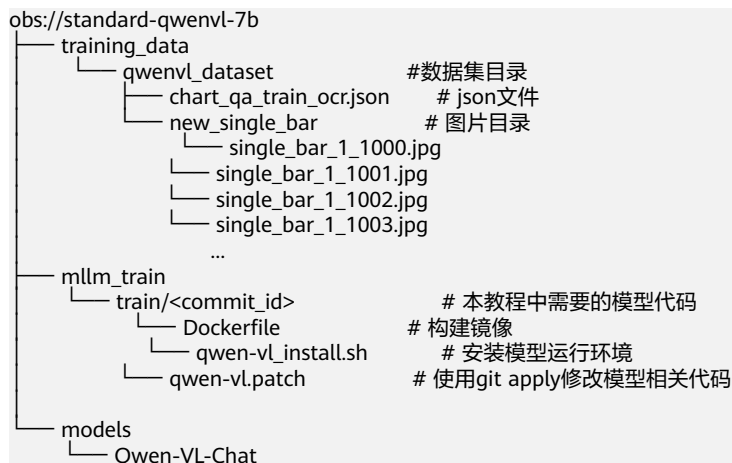 obs://standard-qwenvl-7b
├── training_data
│   └── qwenvl_dataset                #数据集目录
│       ├── chart_qa_train_ocr.json     # json文件
│       └── new_single_bar              # 图片目录
│           └── single_bar_1_1000.jpg
│           └── single_bar_1_1001.jpg
│           └── single_bar_1_1002.jpg
│           └── single_bar_1_1003.jpg
│               ...
├── mllm_train
│   └── train/<commit_id>                # 本教程中需要的模型代码
│       └── Dockerfile                # 构建镜像
│         └── qwen-vl_install.sh         # 安装模型运行环境
│       └── qwen-vl.patch              # 使用git apply修改模型相关代码
│
└── models
    └── Qwen-VL-Chat